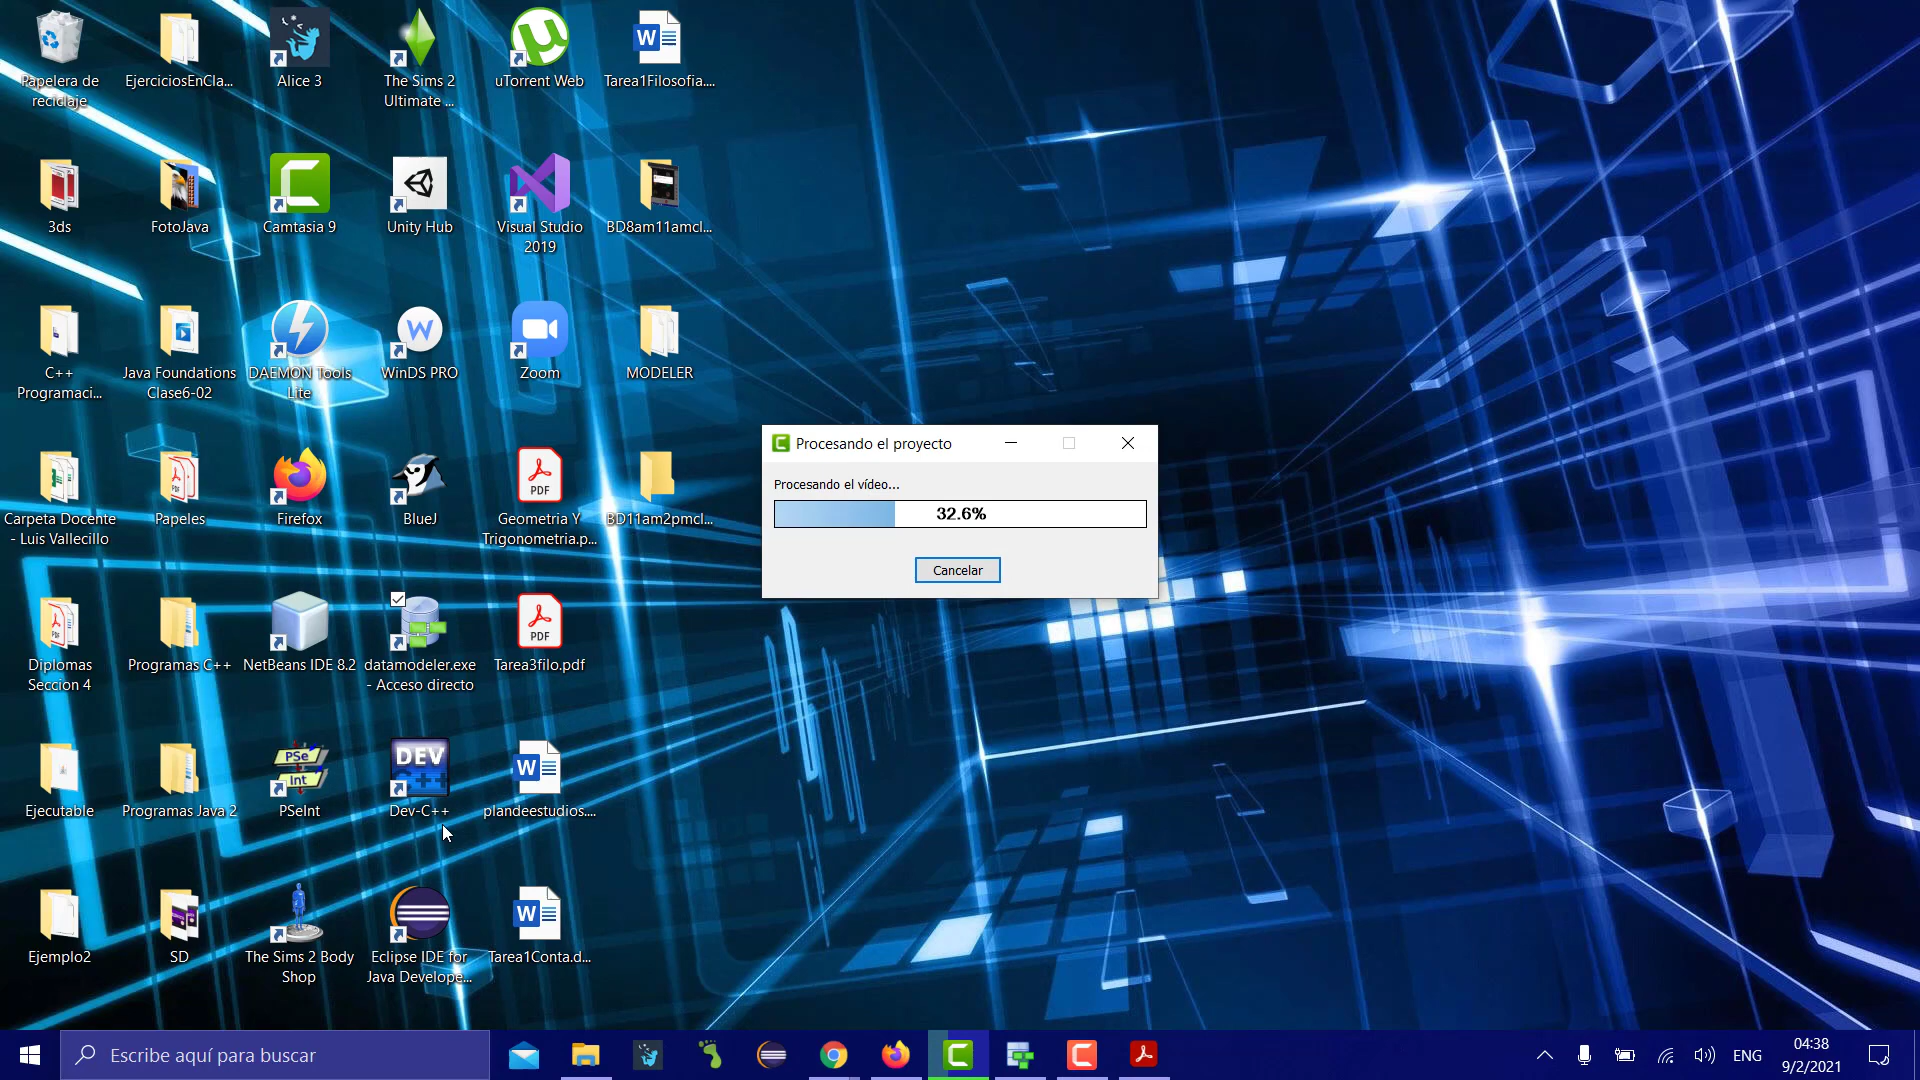 Papelera de
reciclaje
EjerciciosEnCla...
Alice 3
The Sims 2
Ultimate ...
uTorrent Web
Tarea1Filosofia....
3ds
FotoJava
Camtasia 9
Unity Hub
Visual Studio
2019
BD8am11amcl...
C++
Programaci...
Java Foundations
Clase6-02
DAEMON Tools
Lite
WinDS PRO
Zoom
MODELER
Carpeta Docente
- Luis Vallecillo
Papeles
Firefox
BlueJ
PDF
Geometria Y
Trigonometria.p...
BD11am2pmcl...
Diplomas
Seccion 4
Programas C++
NetBeans IDE 8.2
datamodeler.exe
- Acceso directo
PDF
Tarea3filo.pdf
Ejecutable
Programas Java 2
PSe
Int
PSeInt
DEV
Dev-C++
plandeestudios....
Ejemplo2
SD
The Sims 2 Body
Shop
Eclipse IDE for
Java Develope...
Tarea1Conta.d...
Procesando el proyecto
Procesando el vídeo...
32.6%
Cancelar
Escribe aquí para buscar
ENG
04:38
9/2/2021